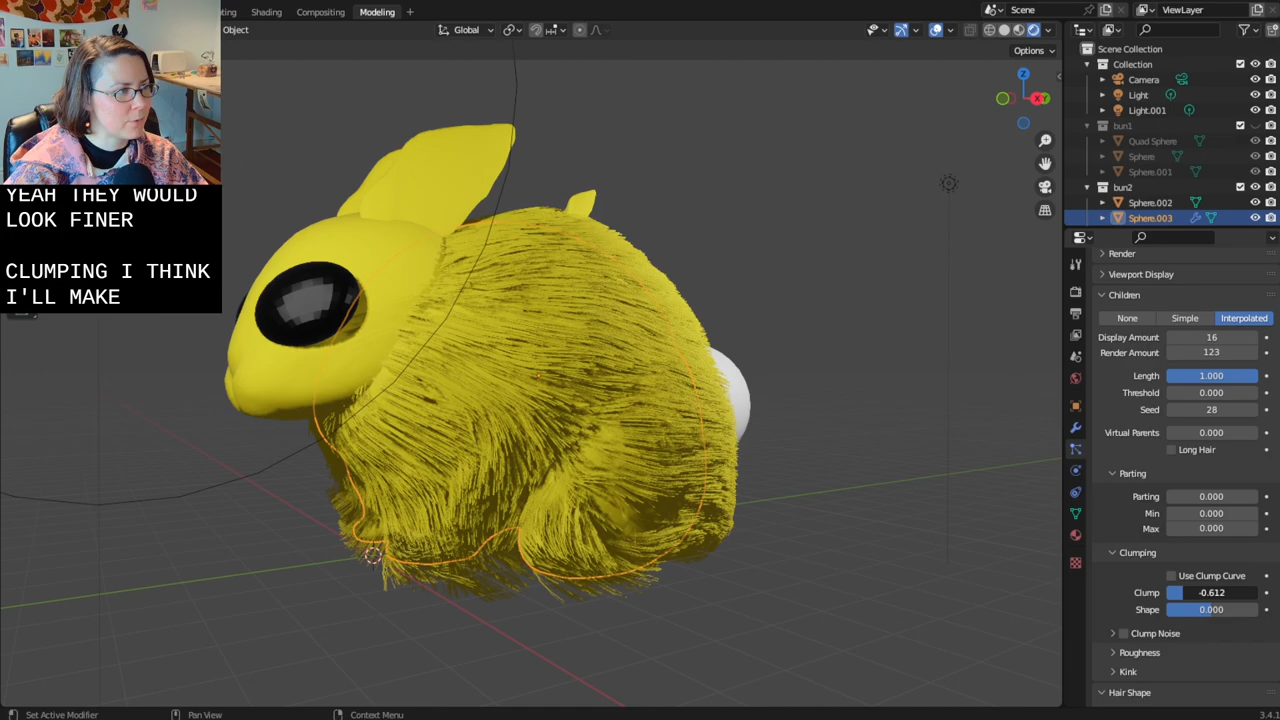 ting Shading Compositing Modeling +
Scene ViewLayer
Object
Global
Options
YEAH THEY WOULD
LOOK FINER
CLUMPING I THINK
I'LL MAKE
Z
X
Y
Scene Collection
Collection
Camera
Light
Light.001
bun1
Quad Sphere
Sphere
Sphere.001
bun2
Sphere.002
Sphere.003
Render
Viewport Display
Children
None Simple Interpolated
Display Amount 16
Render Amount 123
Length 1.000
Threshold 0.000
Seed 28
Virtual Parents 0.000
Long Hair
Parting
Parting 0.000
Min 0.000
Max 0.000
Clumping
Use Clump Curve
Clump -0.612
Shape 0.000
Clump Noise
Roughness
Kink
Hair Shape
Set Active Modifier Pan View Context Menu 3.4.1